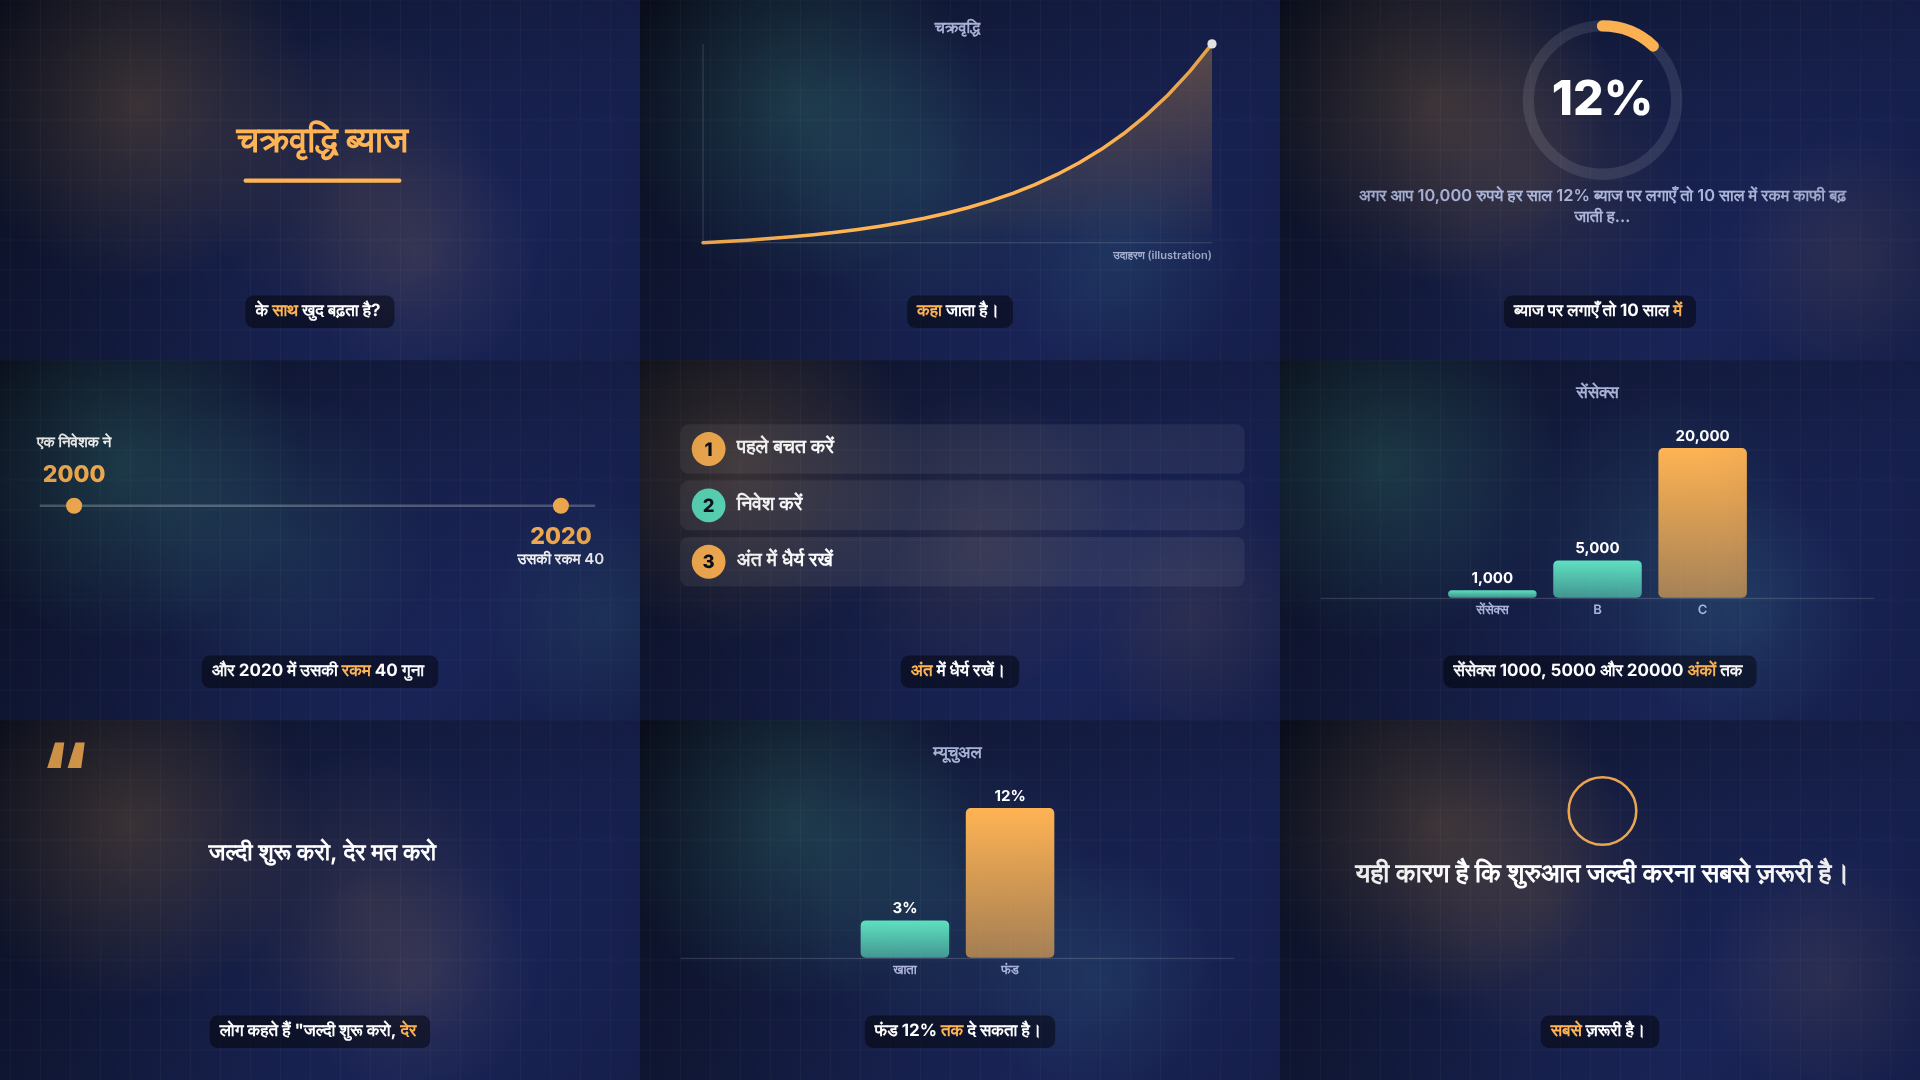 चक्रवृद्धि ब्याज
के साथ खुद बढ़ता है?
चक्रवृद्धि
उदाहरण (illustration)
कहा जाता है।
12%
अगर आप 10,000 रुपये हर साल 12% ब्याज पर लगाएँ तो 10 साल में रकम काफी बढ़
जाती ह...
ब्याज पर लगाएँ तो 10 साल में
एक निवेशक ने
2000
2020
उसकी रकम 40
और 2020 में उसकी रकम 40 गुना
1 पहले बचत करें
2 निवेश करें
3 अंत में धैर्य रखें
अंत में धैर्य रखें।
सेंसेक्स
20,000
5,000
1,000
सेंसेक्स B C
सेंसेक्स 1000, 5000 और 20000 अंकों तक
"
जल्दी शुरू करो, देर मत करो
लोग कहते हैं "जल्दी शुरू करो, देर
म्यूचुअल
12%
3%
खाता फंड
फंड 12% तक दे सकता है।
यही कारण है कि शुरुआत जल्दी करना सबसे ज़रूरी है।
सबसे ज़रूरी है।